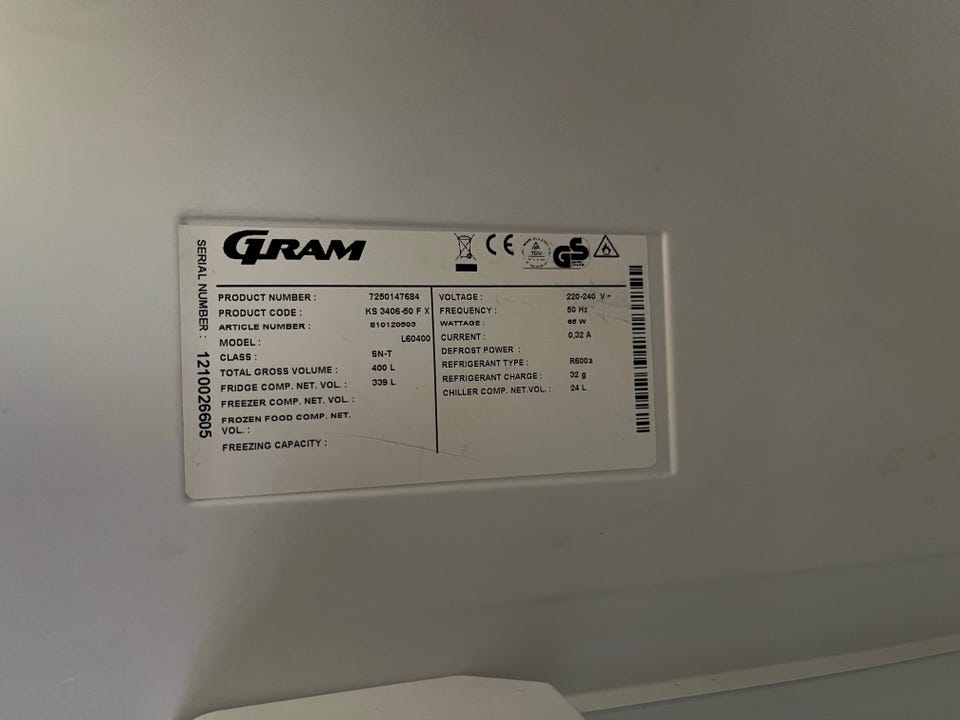 GRAM
SERIAL NUMBER : 1210026605
PRODUCT NUMBER : 7250147684
PRODUCT CODE : KS 3406-50 F X
ARTICLE NUMBER : 810120503
MODEL : L60400
CLASS : SN-T
TOTAL GROSS VOLUME : 400 L
FRIDGE COMP. NET. VOL. : 339 L
FREEZER COMP. NET. VOL. :
FROZEN FOOD COMP. NET.
VOL. :
FREEZING CAPACITY :
VOLTAGE : 220-240 V ~
FREQUENCY : 50 Hz
WATTAGE : 65 W
CURRENT : 0,32 A
DEFROST POWER :
REFRIGERANT TYPE : R600a
REFRIGERANT CHARGE : 32 g
CHILLER COMP. NET.VOL. : 24 L
CE
TÜV
GS